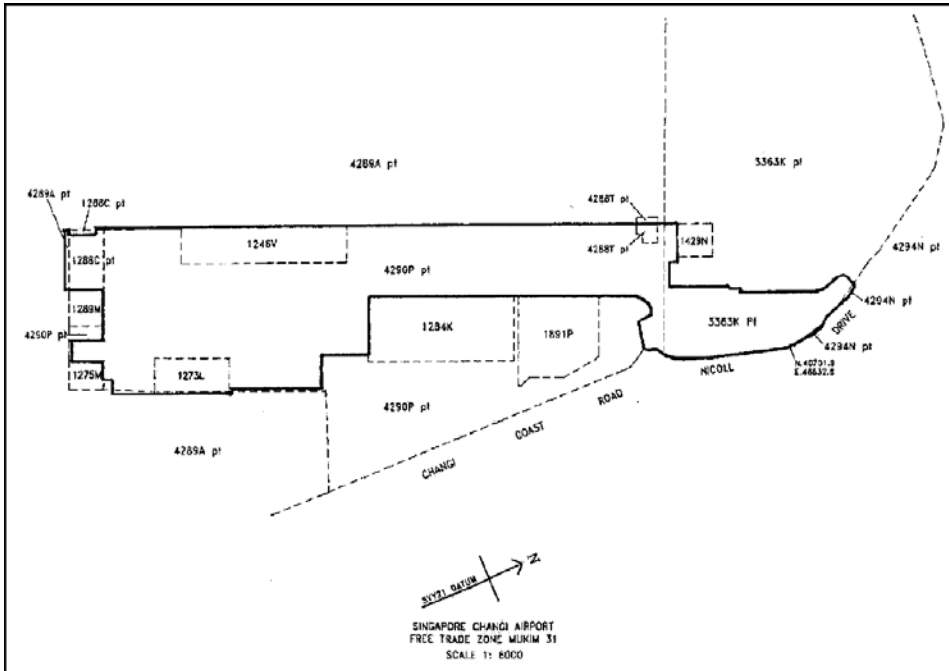 4289A pt
3363K pt
4289A pt
1288C pt
4288T pt
1246V
4288T pt
1429N
4294N pt
1288C pt
4290P pt
1289M
4294N pt
4290P pt
1284K
1891P
3363K Pt
DRIVE
4294N pt
NICOLL
1275M
1273L
4290P pt
ROAD
COAST
CHANGI
4289A pt
N
SVY21 DATUM
SINGAPORE CHANGI AIRPORT
FREE TRADE ZONE MUKIM 31
SCALE 1: 8000